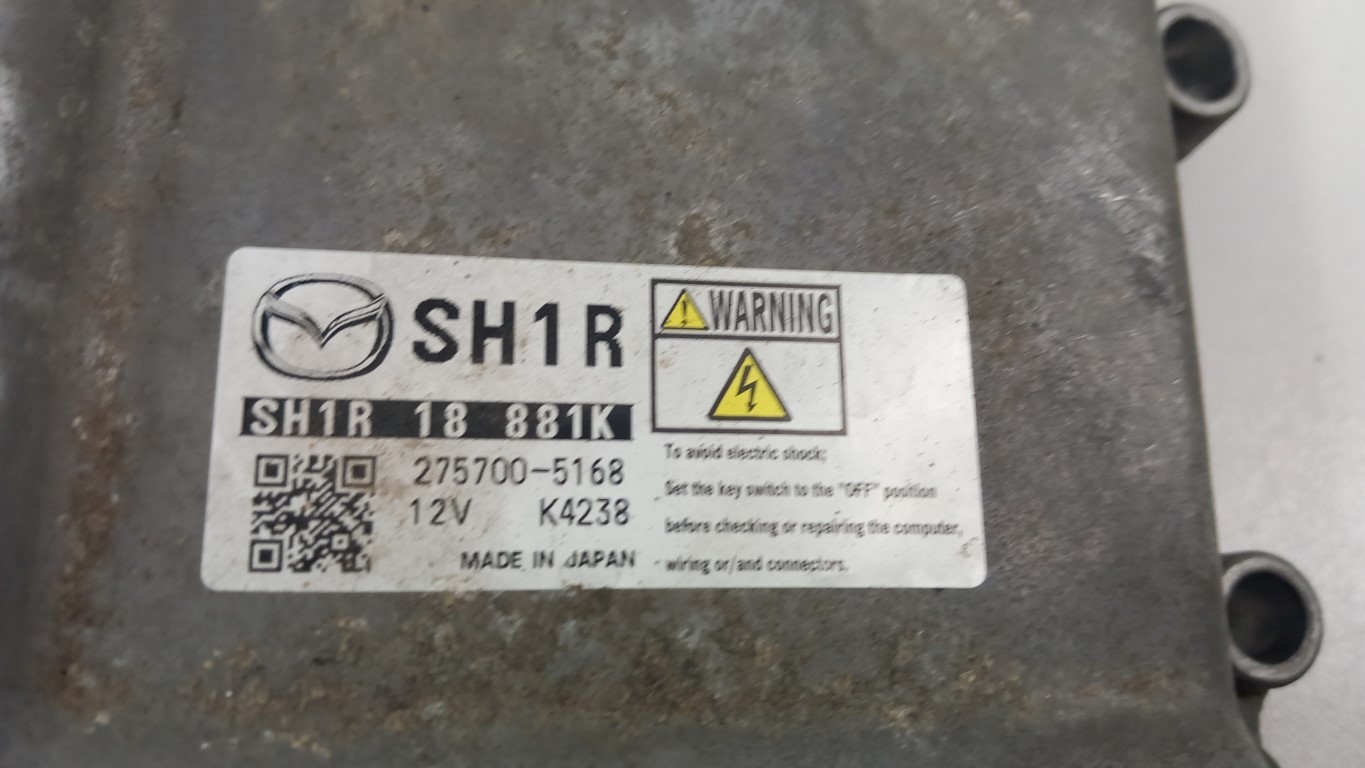 SH1R
SH1R 18 881K
275700-5168
12V K4238
MADE IN JAPAN
WARNING
To avoid electric shock;
Set the key switch to the "OFF" position
before checking or repairing the computer,
wiring or/and connectors.